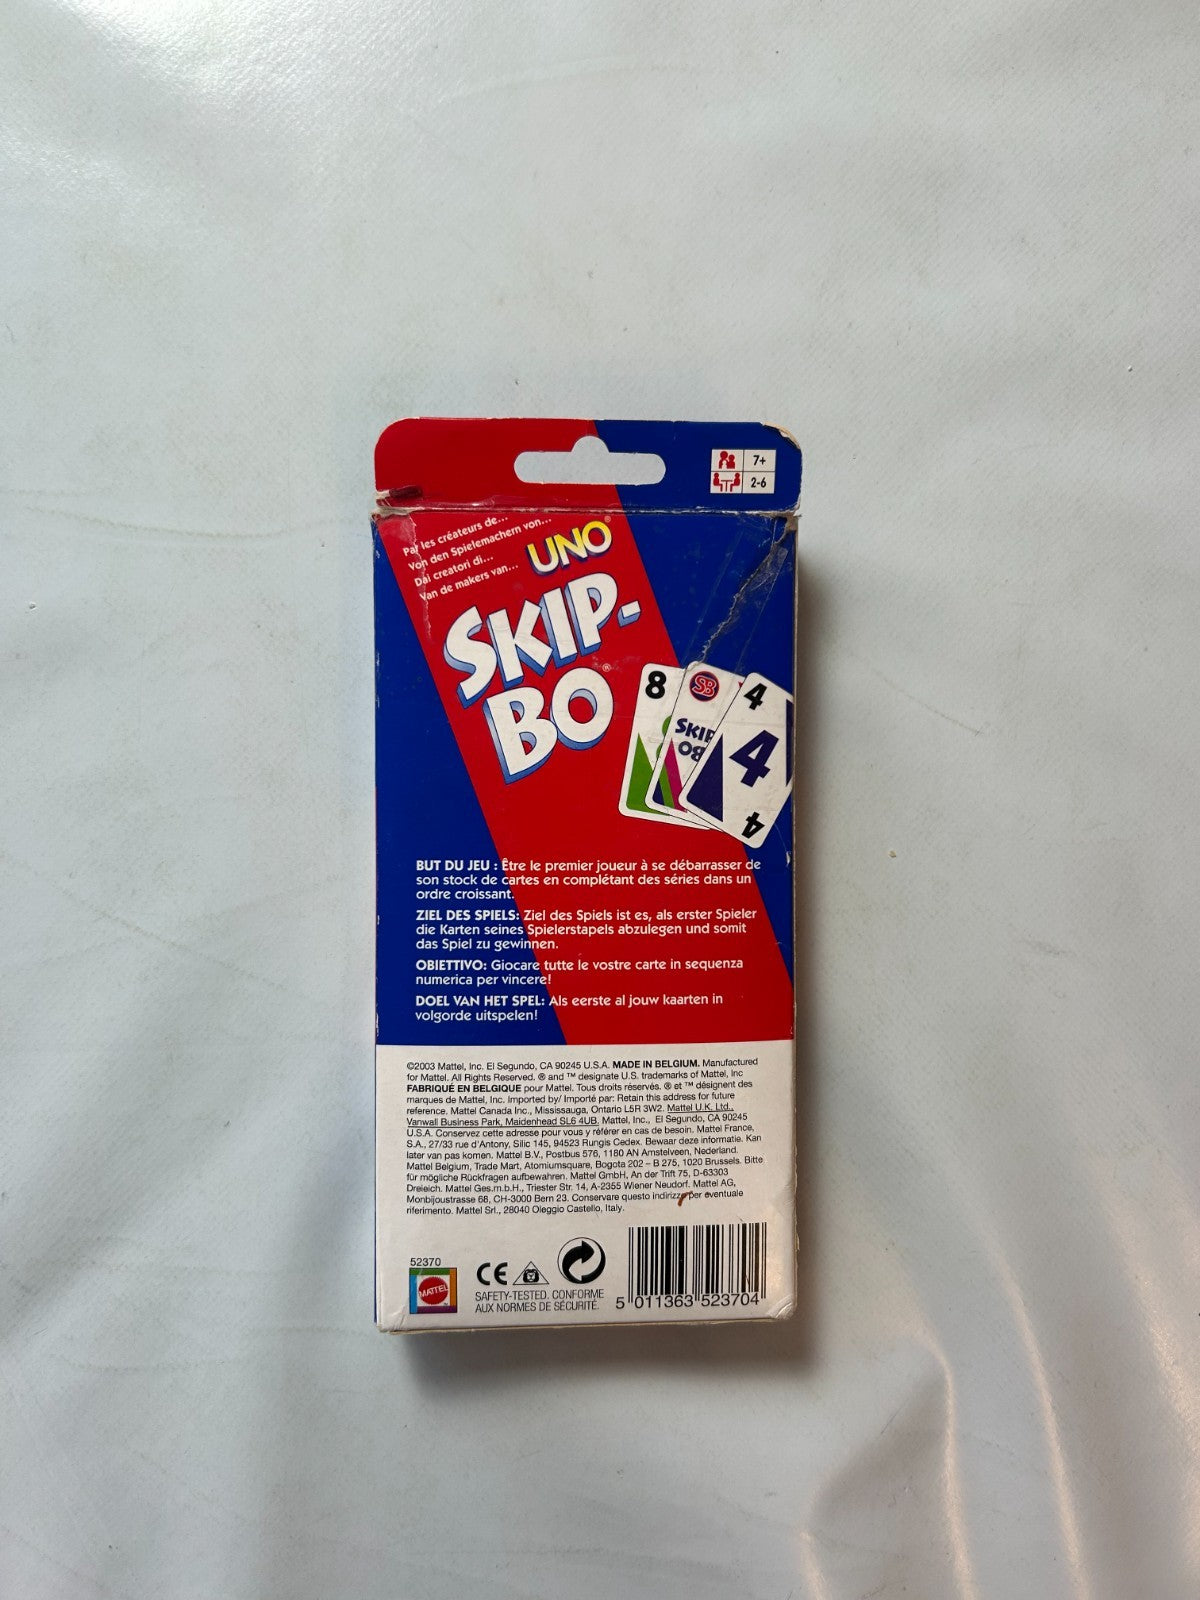 7+
2-6
Par les créateurs de...
Von den Spielemachern von...
Dai creatori di...
Van de makers van...
UNO®
SKIP-
BO®
8
SB
SKIP
BO
4
4
4
BUT DU JEU : Être le premier joueur à se débarrasser de
son stock de cartes en complétant des séries dans un
ordre croissant.
ZIEL DES SPIELS: Ziel des Spiels ist es, als erster Spieler
die Karten seines Spielerstapels abzulegen und somit
das Spiel zu gewinnen.
OBIETTIVO: Giocare tutte le vostre carte in sequenza
numerica per vincere!
DOEL VAN HET SPEL: Als eerste al jouw kaarten in
volgorde uitspelen!
©2003 Mattel, Inc. El Segundo, CA 90245 U.S.A. MADE IN BELGIUM. Manufactured
for Mattel. All Rights Reserved. ® and ™ designate U.S. trademarks of Mattel, Inc
FABRIQUÉ EN BELGIQUE pour Mattel. Tous droits réservés. ® et ™ désignent des
marques de Mattel, Inc. Imported by/ Importé par: Retain this address for future
reference. Mattel Canada Inc., Mississauga, Ontario L5R 3W2. Mattel U.K. Ltd.,
Vanwall Business Park, Maidenhead SL6 4UB. Mattel, Inc., El Segundo, CA 90245
U.S.A. Conservez cette adresse pour vous y référer en cas de besoin. Mattel France,
S.A., 27/33 rue d'Antony, Silic 145, 94523 Rungis Cedex. Bewaar deze informatie. Kan
later van pas komen. Mattel B.V., Postbus 576, 1180 AN Amstelveen, Nederland.
Mattel Belgium, Trade Mart, Atomiumsquare, Bogota 202 – B 275, 1020 Brussels. Bitte
für mögliche Rückfragen aufbewahren. Mattel GmbH, An der Trift 75, D-63303
Dreieich. Mattel Ges.m.b.H., Triester Str. 14, A-2355 Wiener Neudorf. Mattel AG,
Monbijoustrasse 68, CH-3000 Bern 23. Conservare questo indirizzo per eventuale
riferimento. Mattel Srl., 28040 Oleggio Castello, Italy.
52370
MATTEL
CE
SAFETY-TESTED. CONFORME
AUX NORMES DE SÉCURITÉ.
5 011363 523704